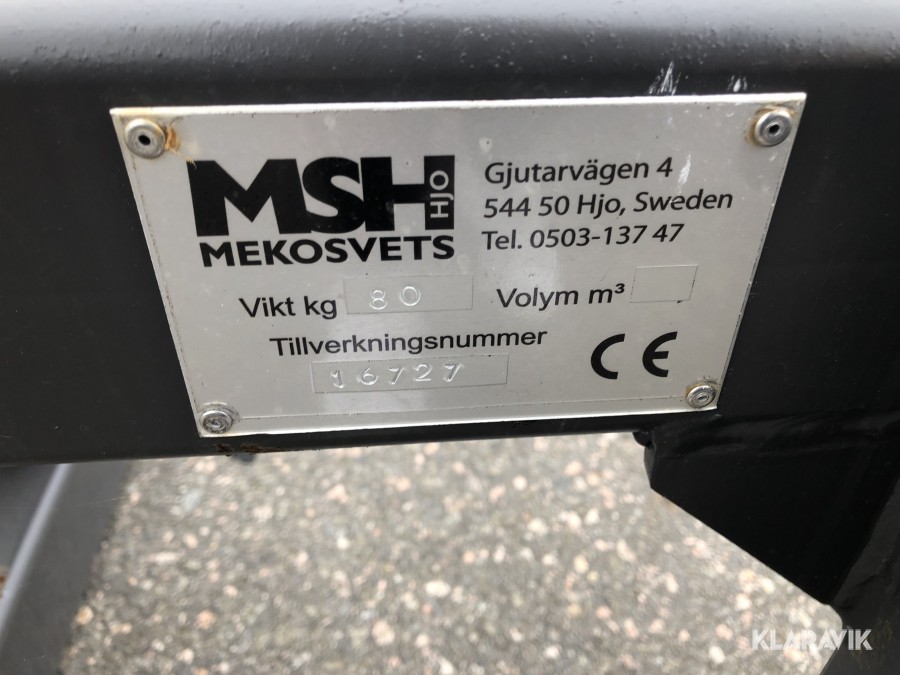 MSH HJO
MEKOSVETS
Gjutarvägen 4
544 50 Hjo, Sweden
Tel. 0503-137 47
Vikt kg 80 Volym m³
Tillverkningsnummer
16727
CE
KLARAVIK